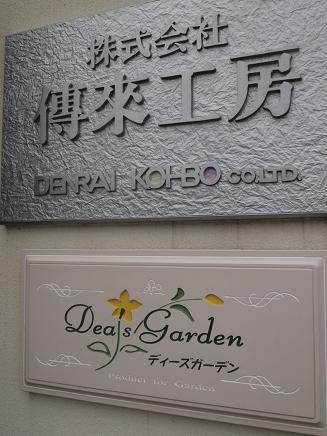 株式会社
傳來工房
DENRAI KOHBO CO.LTD.
Dea's Garden
ディーズガーデン
Product for Garden